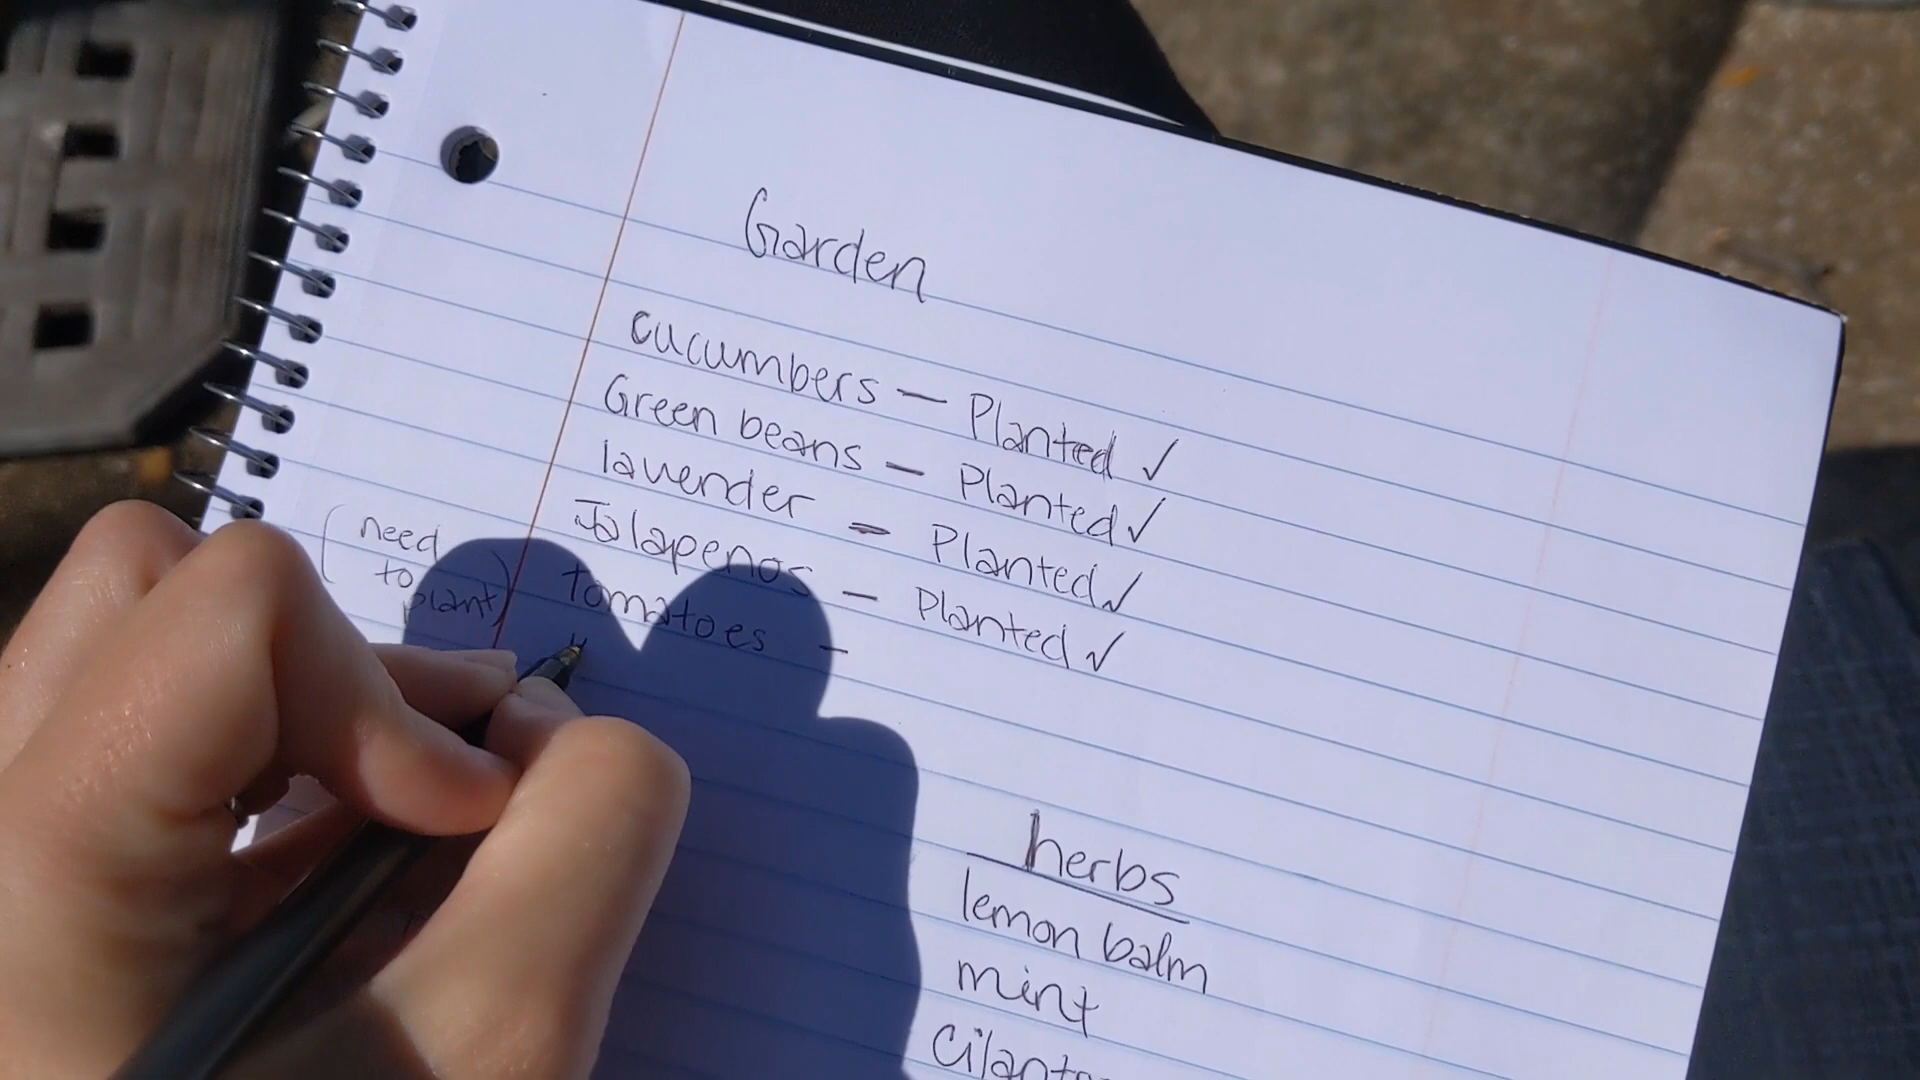 Garden
cucumbers — Planted ✓
Green beans — Planted ✓
lavender — Planted ✓
Jalapenos — Planted ✓
(need
to
plant)
tomatoes -
herbs
lemon balm
mint